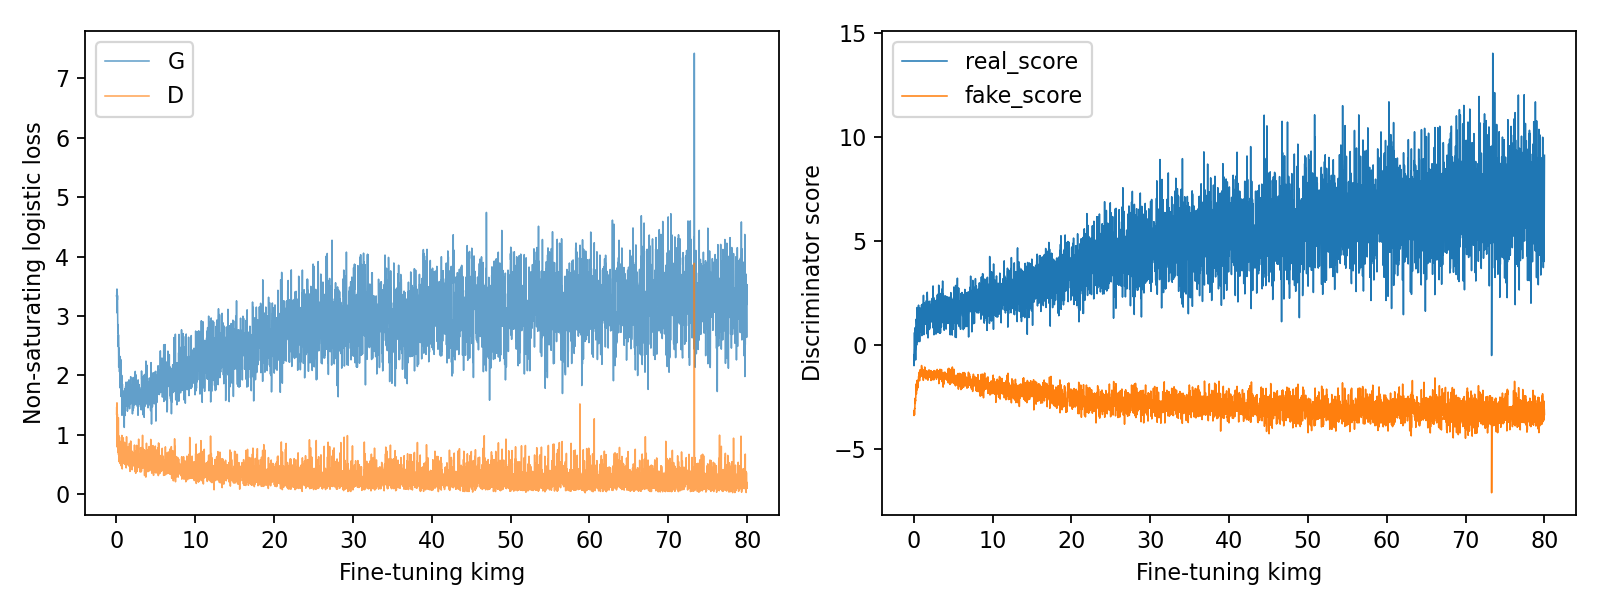 Non-saturating logistic loss
7
6
5
4
3
2
1
0
G
D
0 10 20 30 40 50 60 70 80
Fine-tuning kimg
Discriminator score
15
10
5
0
−5
real_score
fake_score
0 10 20 30 40 50 60 70 80
Fine-tuning kimg